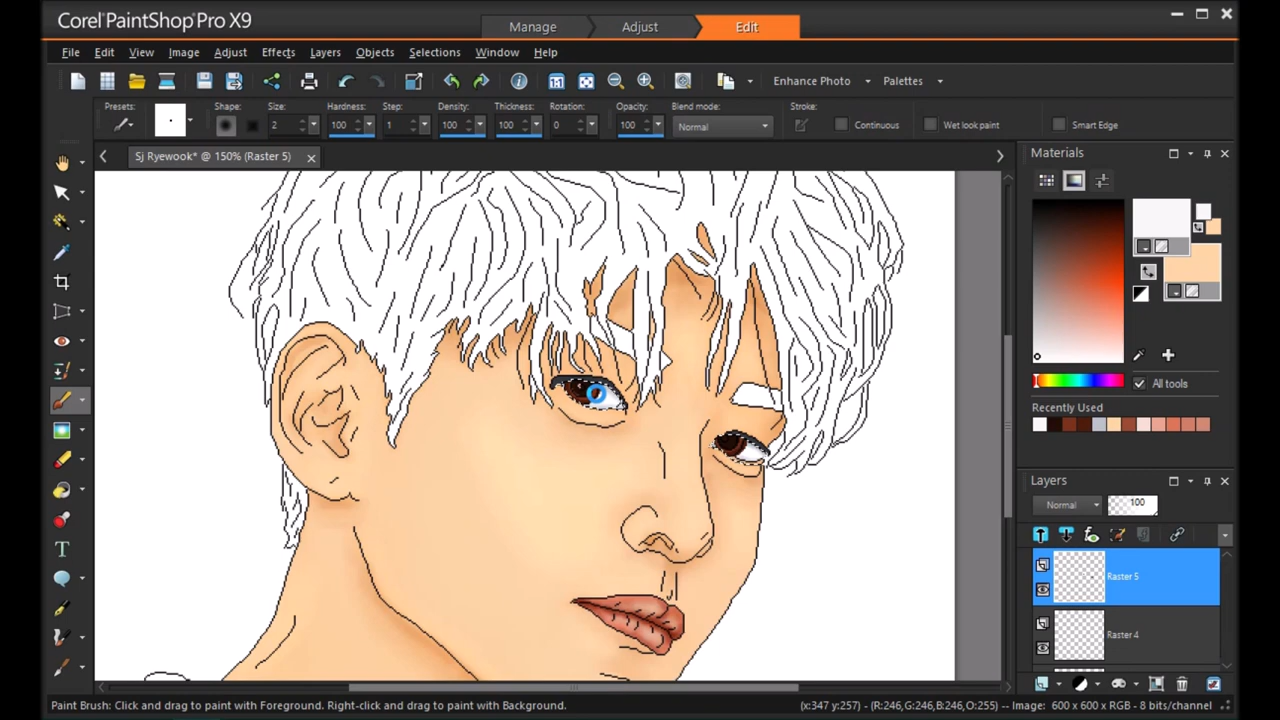 Corel PaintShop Pro X9
Manage Adjust Edit
File Edit View Image Adjust Effects Layers Objects Selections Window Help
Enhance Photo Palettes
Presets: Shape: Size: Hardness: Step: Density: Thickness: Rotation: Opacity: Blend mode: Stroke:
2 100 1 100 100 0 100 Normal Continuous Wet look paint Smart Edge
Sj Ryewook* @ 150% (Raster 5)
Materials
All tools
Recently Used
Layers
Normal 100
Raster 5
Raster 4
Paint Brush: Click and drag to paint with Foreground. Right-click and drag to paint with Background.
(x:347 y:257) - (R:246,G:246,B:246,O:255) -- Image: 600 x 600 x RGB - 8 bits/channel